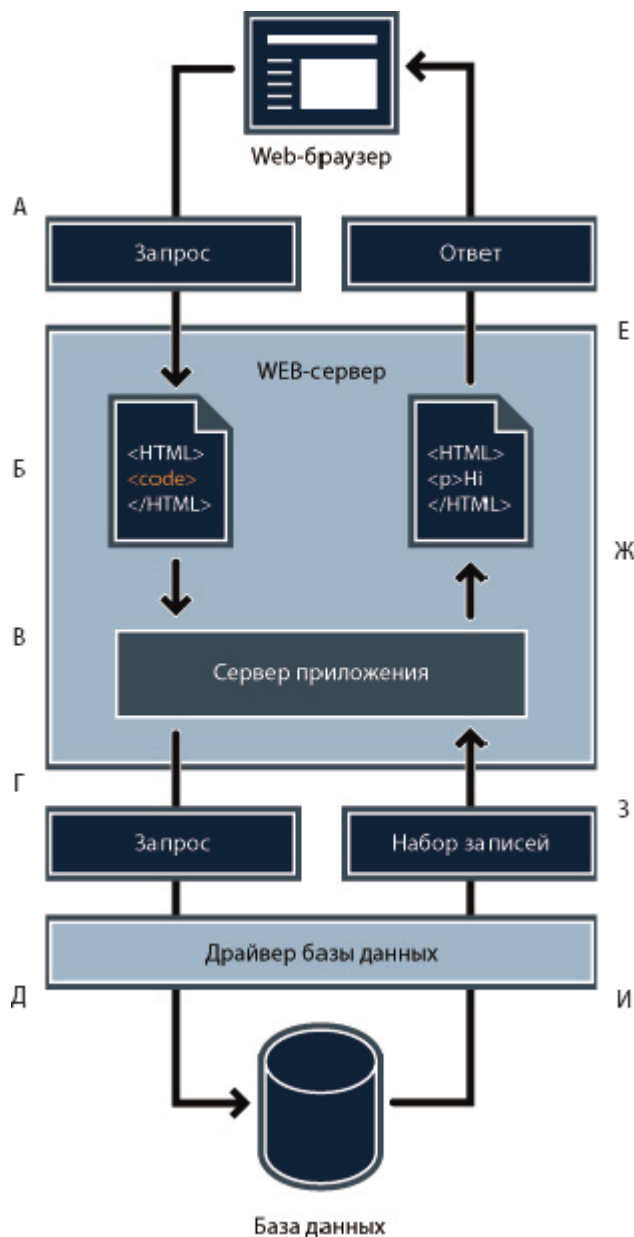 Web-браузер
А
Запрос
Ответ
Е
WEB-сервер
<HTML>
<code>
</HTML>
<HTML>
<p>Hi
</HTML>
Б
Ж
В
Сервер приложения
Г
З
Запрос
Набор записей
Драйвер базы данных
Д
И
База данных